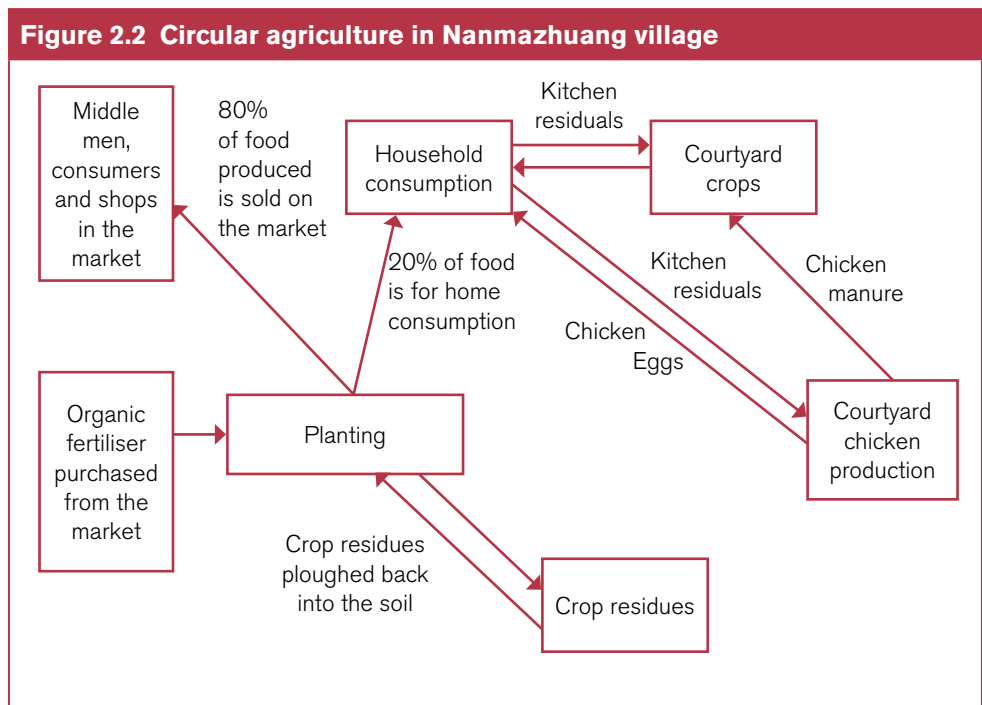 Figure 2.2 Circular agriculture in Nanmazhuang village
Middle
men,
consumers
and shops
in the
market
80%
of food
produced
is sold on
the market
Household
consumption
Kitchen
residuals
Courtyard
crops
20% of food
is for home
consumption
Kitchen
residuals
Chicken
manure
Chicken
Eggs
Organic
fertiliser
purchased
from the
market
Planting
Courtyard
chicken
production
Crop residues
ploughed back
into the soil
Crop residues